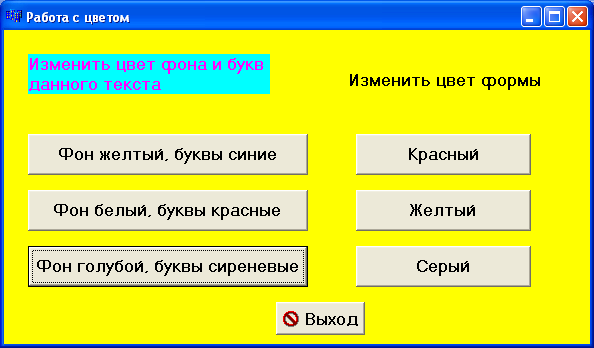 Работа с цветом
Изменить цвет фона и букв
данного текста
Изменить цвет формы
Фон желтый, буквы синие
Красный
Фон белый, буквы красные
Желтый
Фон голубой, буквы сиреневые
Серый
Выход